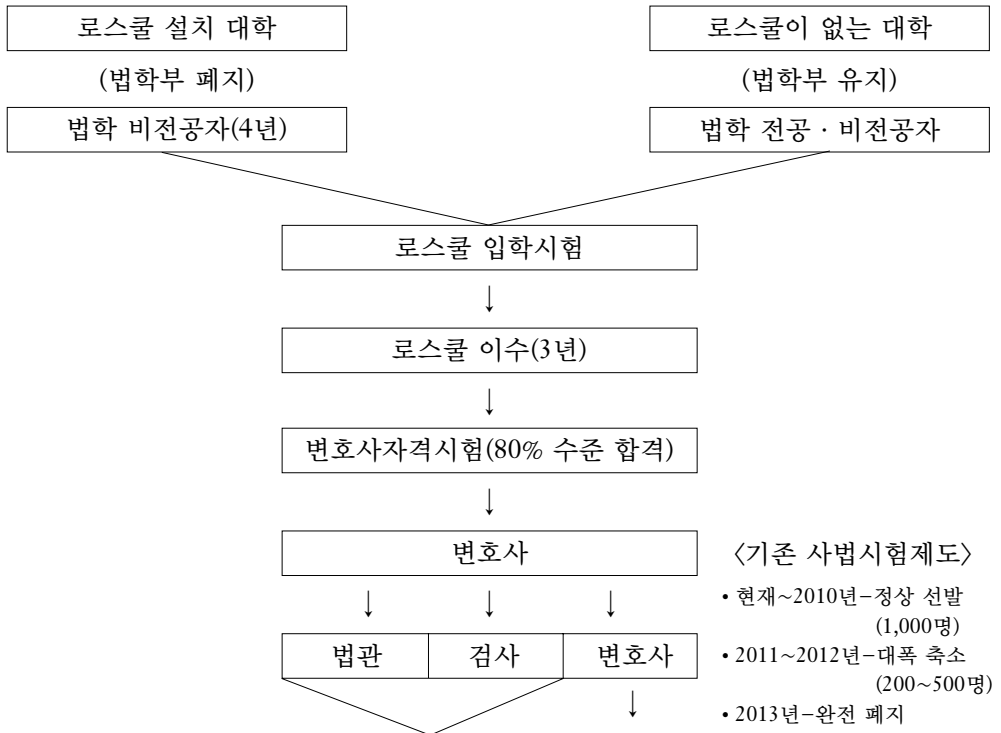 로스쿨 설치 대학
로스쿨이 없는 대학
(법학부 폐지)
(법학부 유지)
법학 비전공자(4년)
법학 전공 · 비전공자
로스쿨 입학시험
↓
로스쿨 이수(3년)
↓
변호사자격시험(80% 수준 합격)
↓
변호사
〈기존 사법시험제도〉
↓ ↓ ↓
• 현재~2010년-정상 선발
(1,000명)
법관 검사 변호사
• 2011~2012년-대폭 축소
(200~500명)
↓
• 2013년-완전 폐지